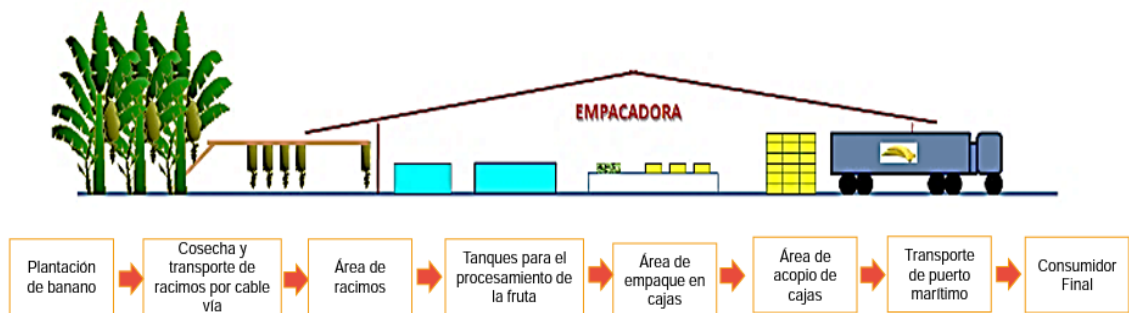 EMPACADORA
Plantación
de banano
Cosecha y
transporte de
racimos por cable
vía
Área de
racimos
Tanques para el
procesamiento de
la fruta
Área de
empaque en
cajas
Área de
acopio de
cajas
Transporte
de puerto
marítimo
Consumidor
Final